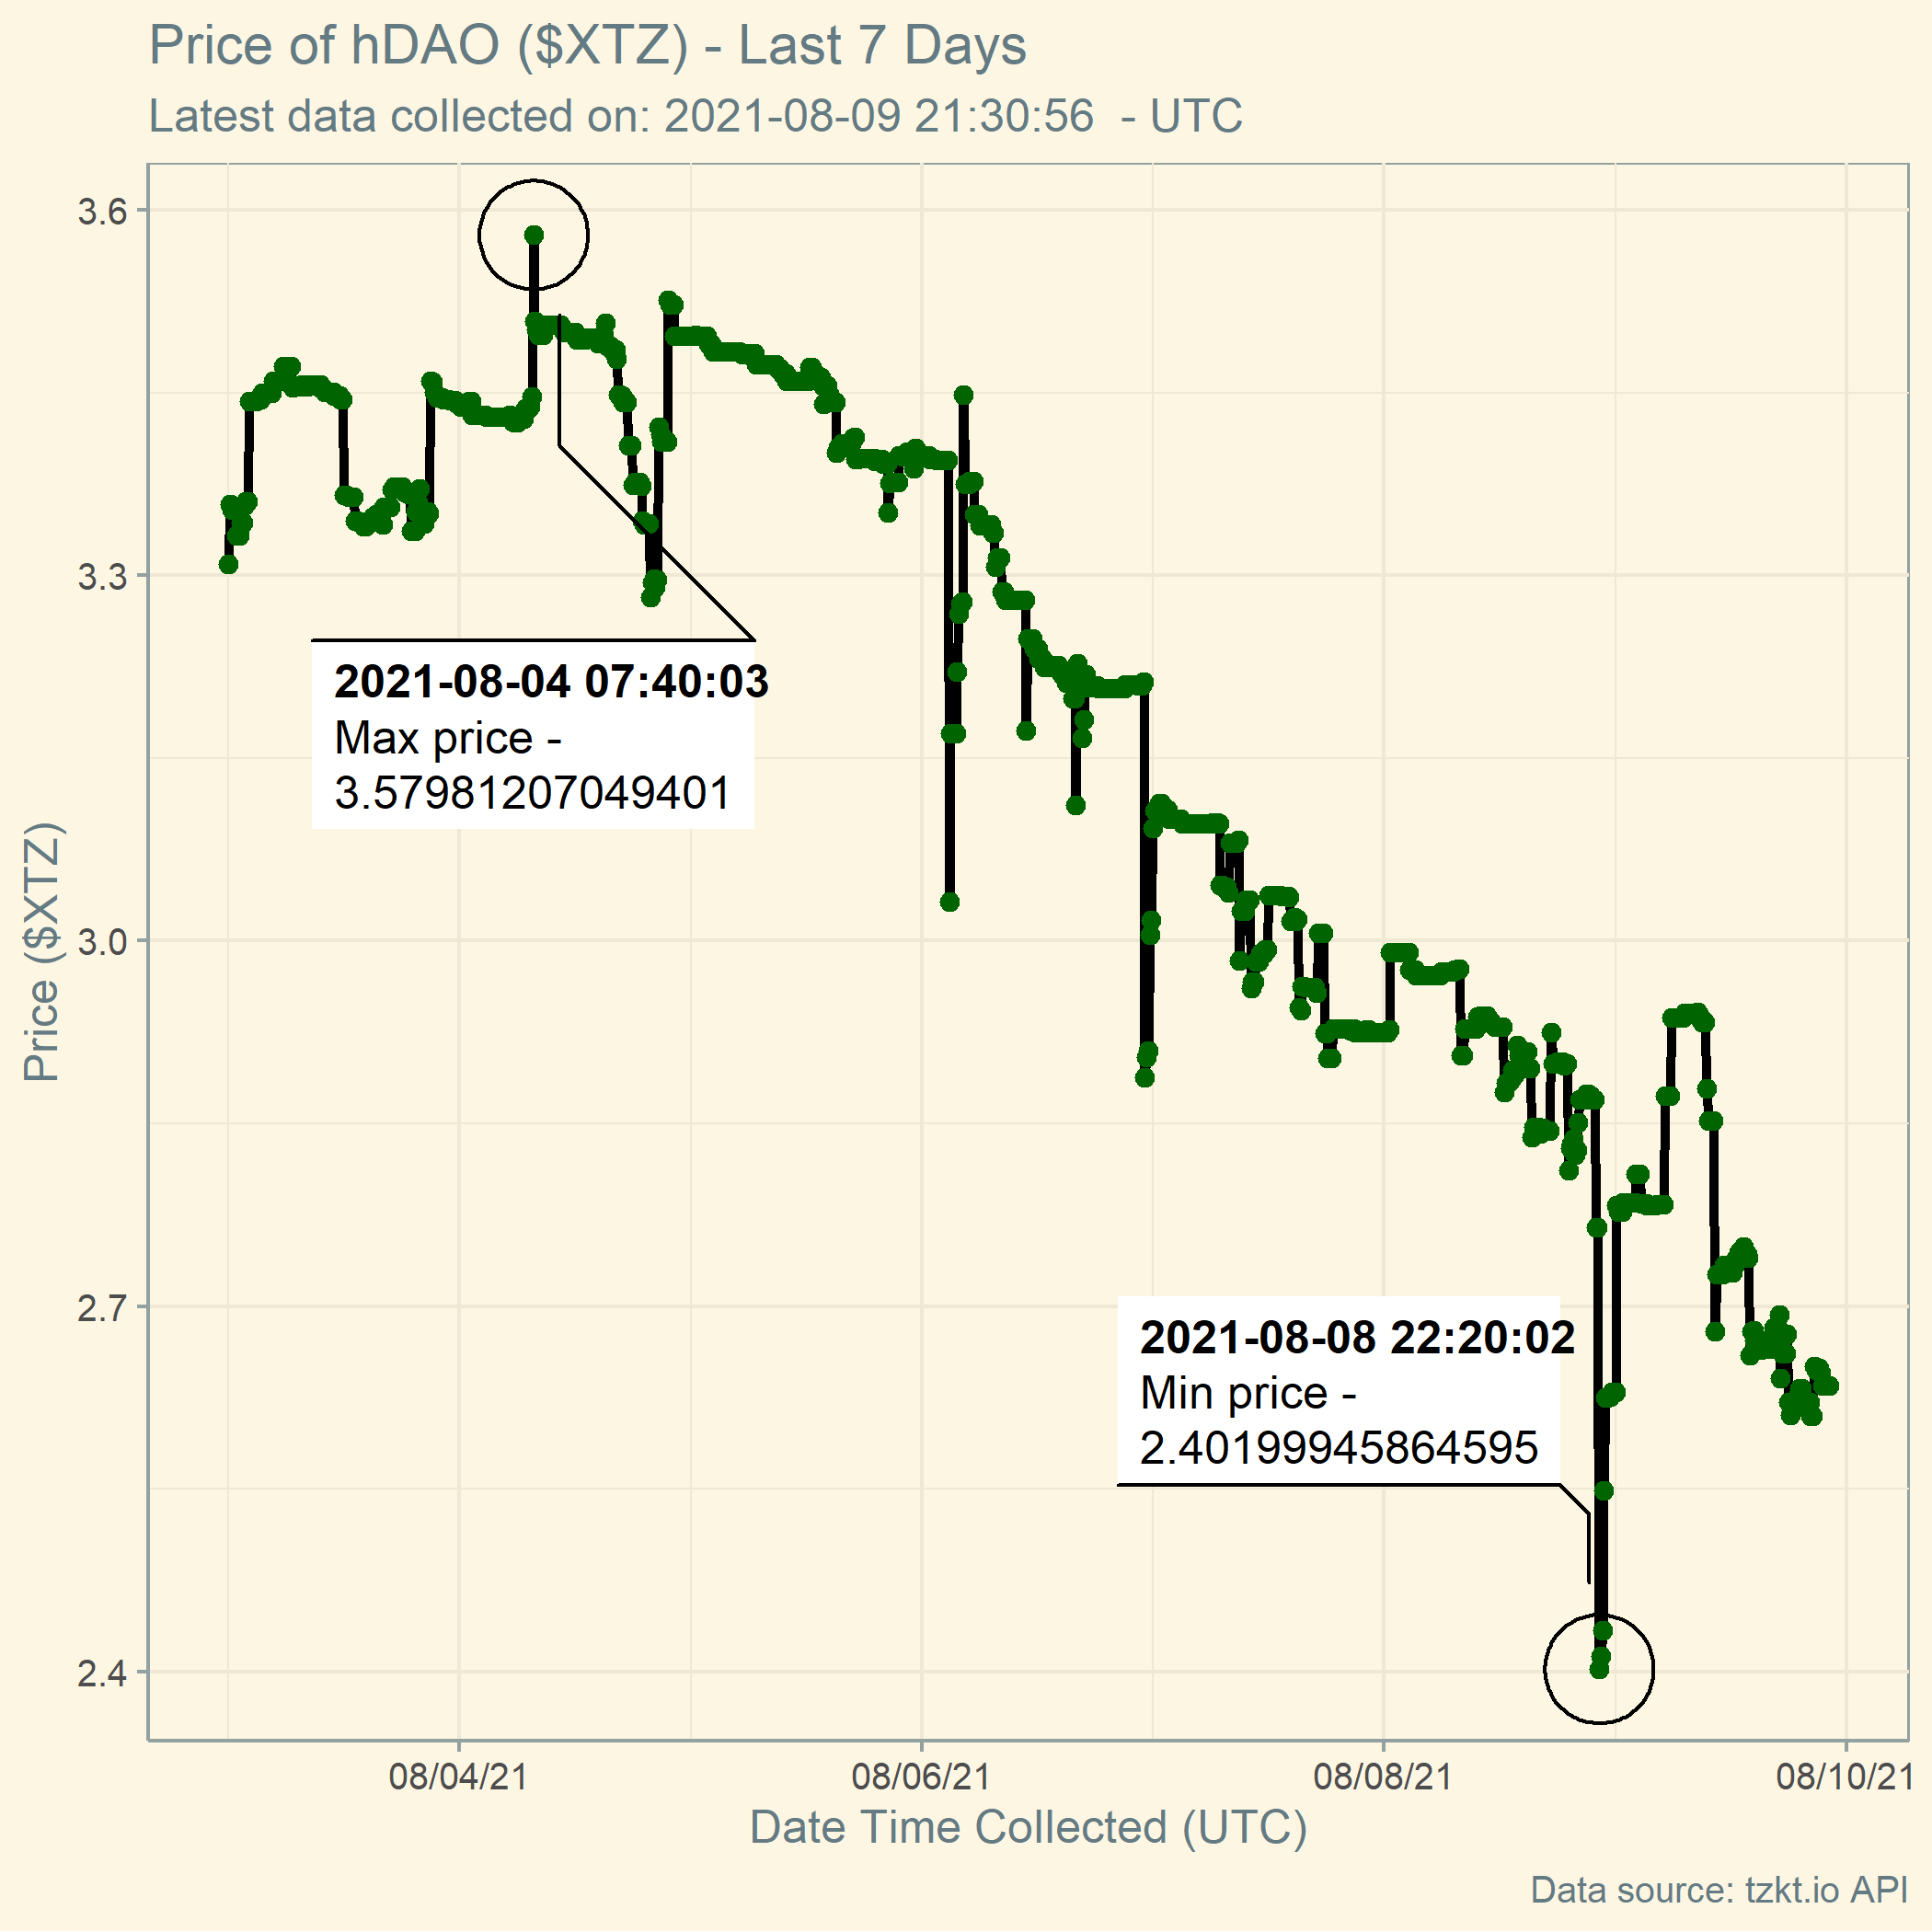 Price of hDAO ($XTZ) - Last 7 Days
Latest data collected on: 2021-08-09 21:30:56 - UTC
3.6
3.3
3.0
2.7
2.4
Price ($XTZ)
2021-08-04 07:40:03
Max price -
3.57981207049401
2021-08-08 22:20:02
Min price -
2.40199945864595
08/04/21
08/06/21
08/08/21
08/10/21
Date Time Collected (UTC)
Data source: tzkt.io API